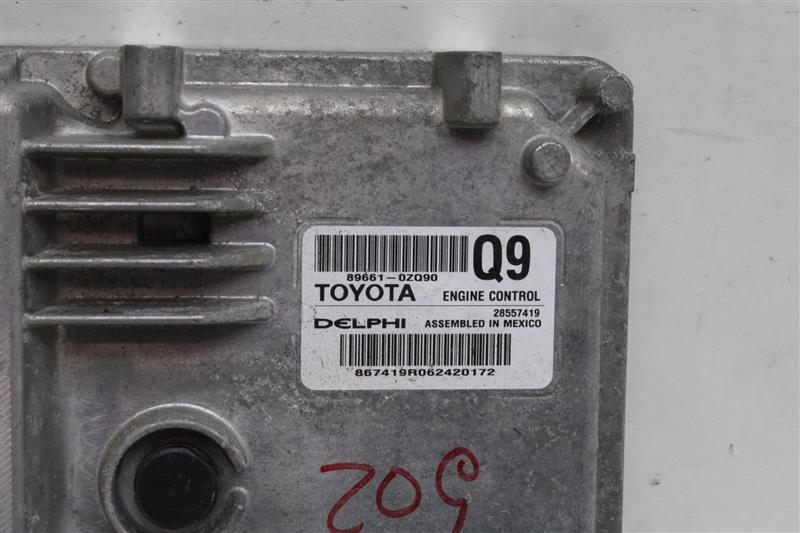 Q9
89661-0ZQ90
TOYOTA ENGINE CONTROL
28557419
DELPHI ASSEMBLED IN MEXICO
867419R062420172